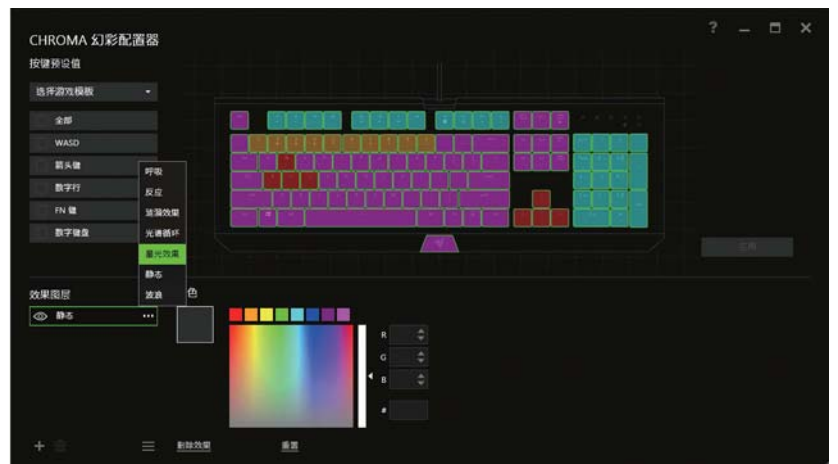 CHROMA 幻彩配置器
按键预设值
选择游戏模板
全部
WASD
箭头键
数字行
FN 键
数字键盘
呼吸
反应
涟漪效果
光谱循环
星光效果
静态
波浪
效果图层
色
静态
R
G
B
#
删除效果
重置